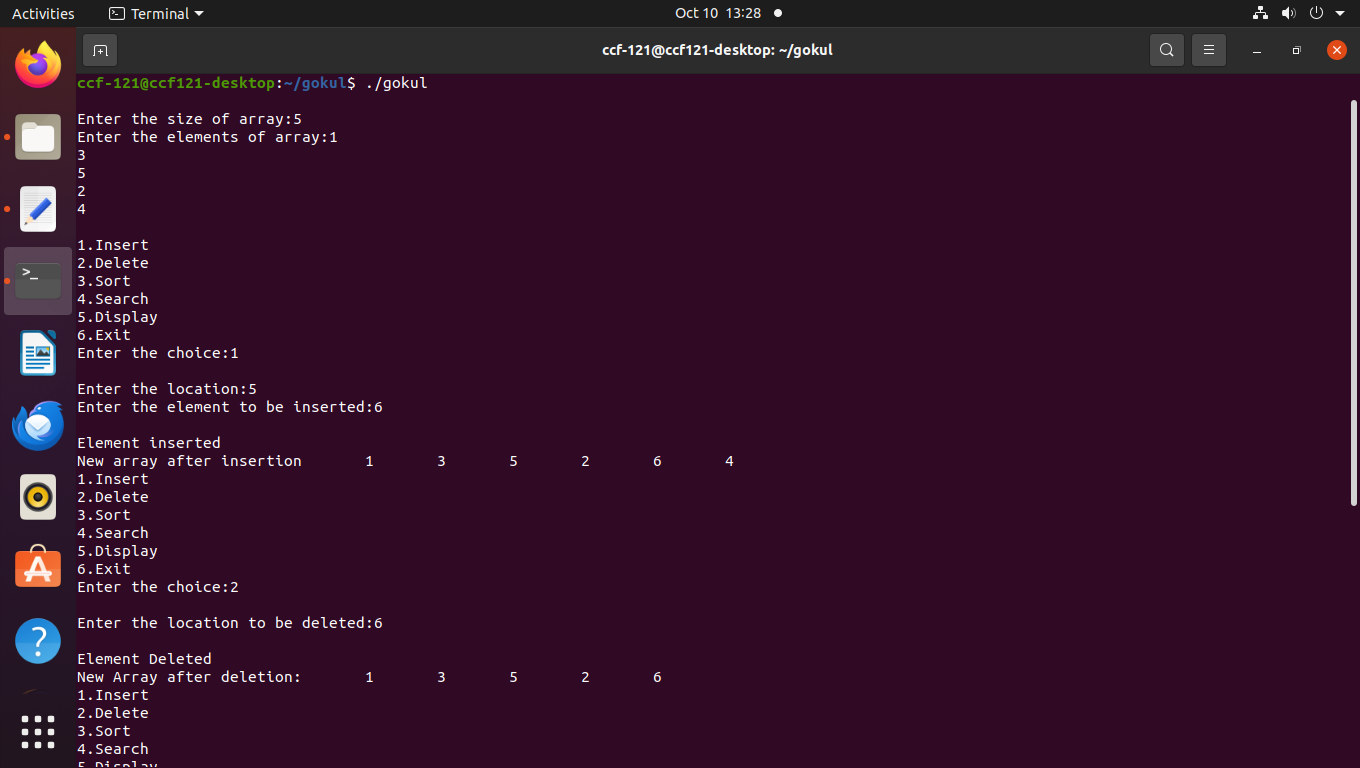 Activities Terminal Oct 10 13:28
ccf-121@ccf121-desktop: ~/gokul
ccf-121@ccf121-desktop:~/gokul$ ./gokul
Enter the size of array:5
Enter the elements of array:1
3
5
2
4
1.Insert
2.Delete
3.Sort
4.Search
5.Display
6.Exit
Enter the choice:1
Enter the location:5
Enter the element to be inserted:6
Element inserted
New array after insertion 1 3 5 2 6 4
1.Insert
2.Delete
3.Sort
4.Search
5.Display
6.Exit
Enter the choice:2
Enter the location to be deleted:6
Element Deleted
New Array after deletion: 1 3 5 2 6
1.Insert
2.Delete
3.Sort
4.Search
5.Display